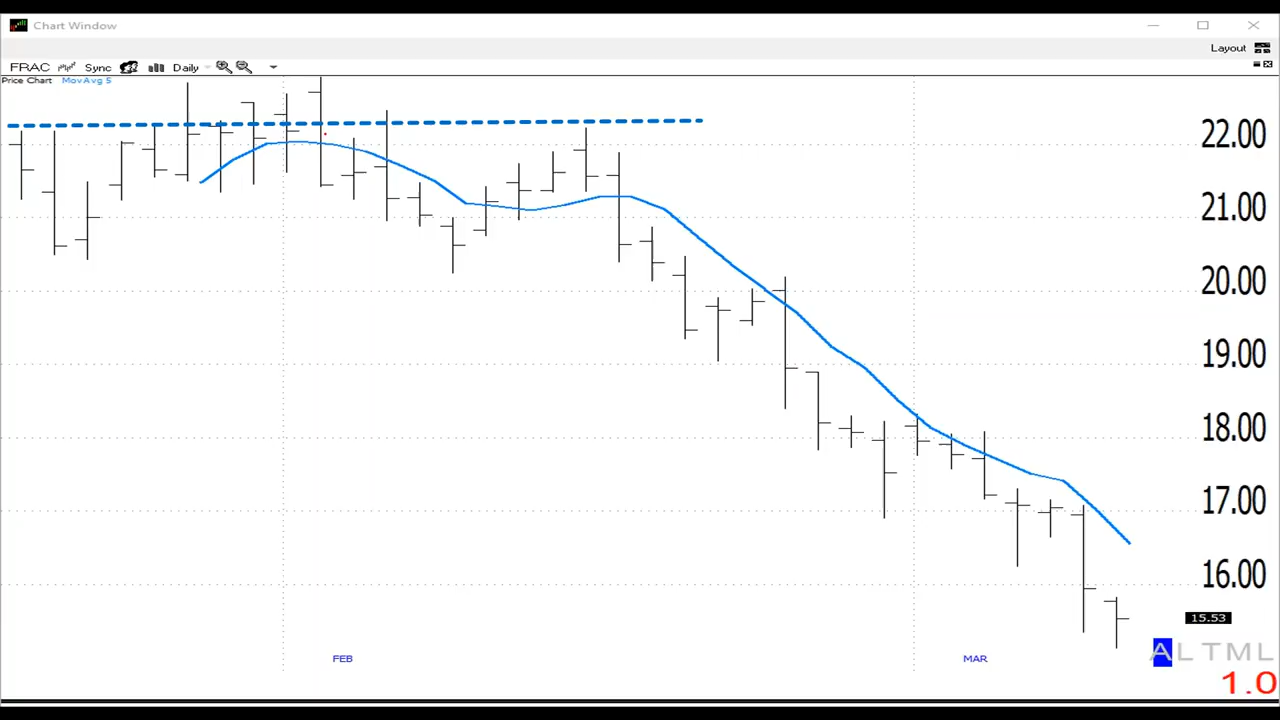 Chart Window
Layout
FRAC Sync Daily
Price Chart MovAvg 5
22.00
21.00
20.00
19.00
18.00
17.00
16.00
15.53
ALTML
FEB MAR
1.0